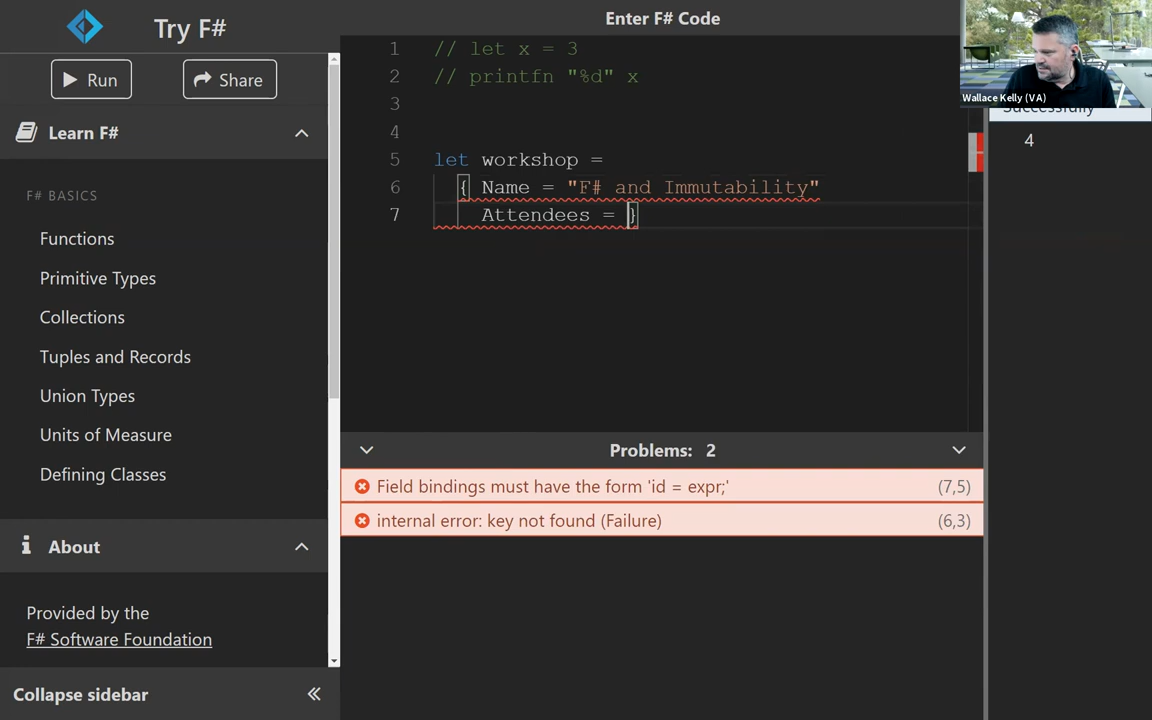 Try F#
Run
Share
Learn F#
F# BASICS
Functions
Primitive Types
Collections
Tuples and Records
Union Types
Units of Measure
Defining Classes
About
Provided by the
F# Software Foundation
Collapse sidebar
Enter F# Code
1 // let x = 3
2 // printfn "%d" x
3
4
5 let workshop =
6 { Name = "F# and Immutability"
7 Attendees = }
Problems: 2
Field bindings must have the form 'id = expr;' (7,5)
internal error: key not found (Failure) (6,3)
Wallace Kelly (VA)
Successfully
4